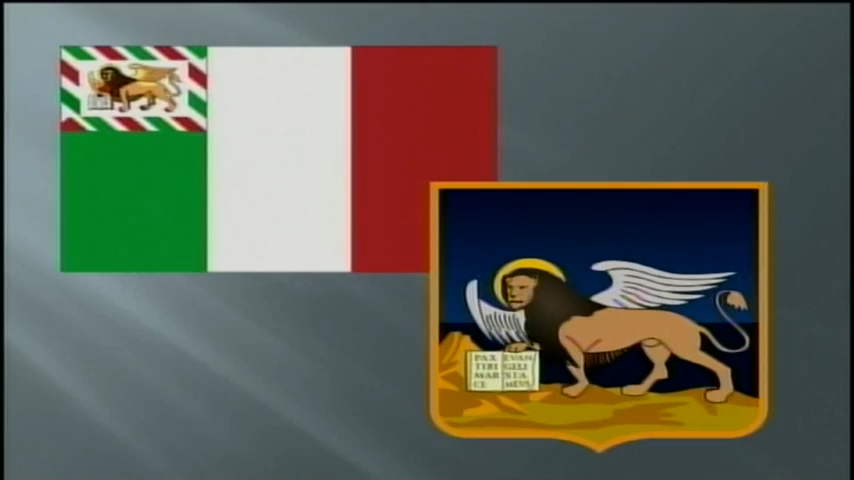 PAX
TIBI
MAR
CE
EVAN
GELI
STA
MEVS